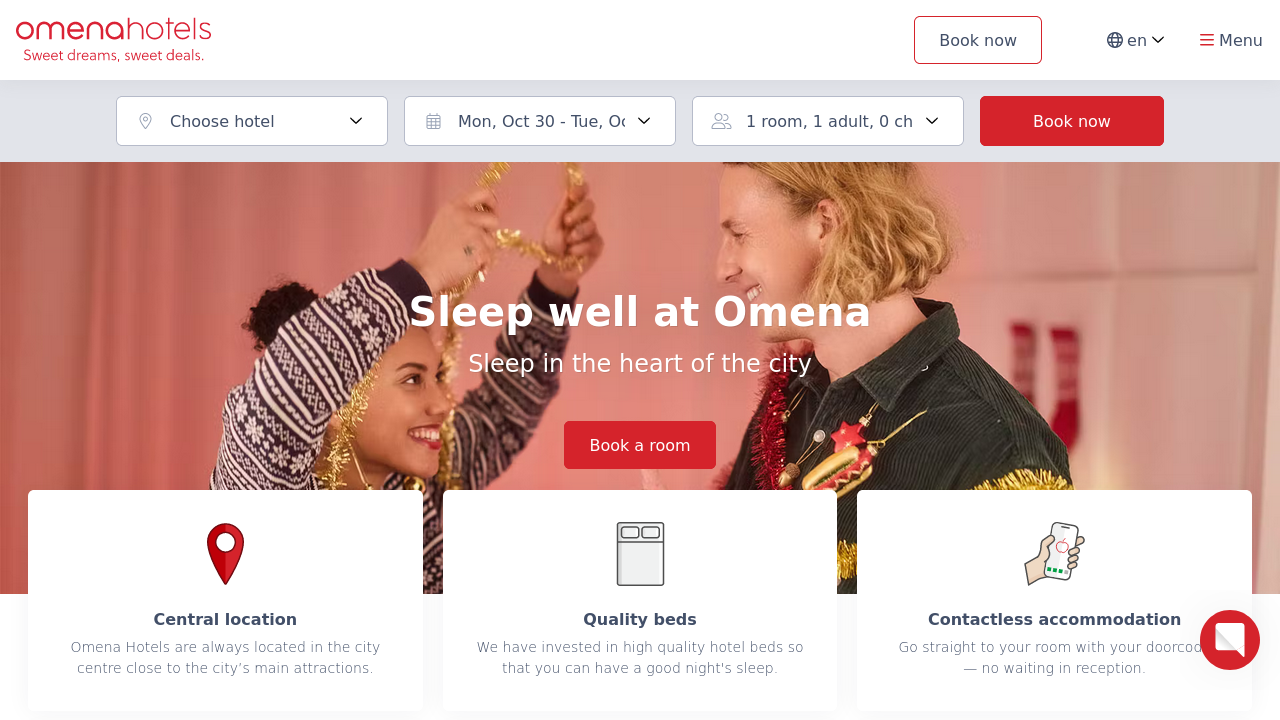 omenahotels
Sweet dreams, sweet deals.
Book now
en
Menu
Choose hotel
Mon, Oct 30 - Tue, Oc
1 room, 1 adult, 0 ch
Book now
Sleep well at Omena
Sleep in the heart of the city
Book a room
Central location
Omena Hotels are always located in the city
centre close to the city’s main attractions.
Quality beds
We have invested in high quality hotel beds so
that you can have a good night's sleep.
Contactless accommodation
Go straight to your room with your doorcod
— no waiting in reception.